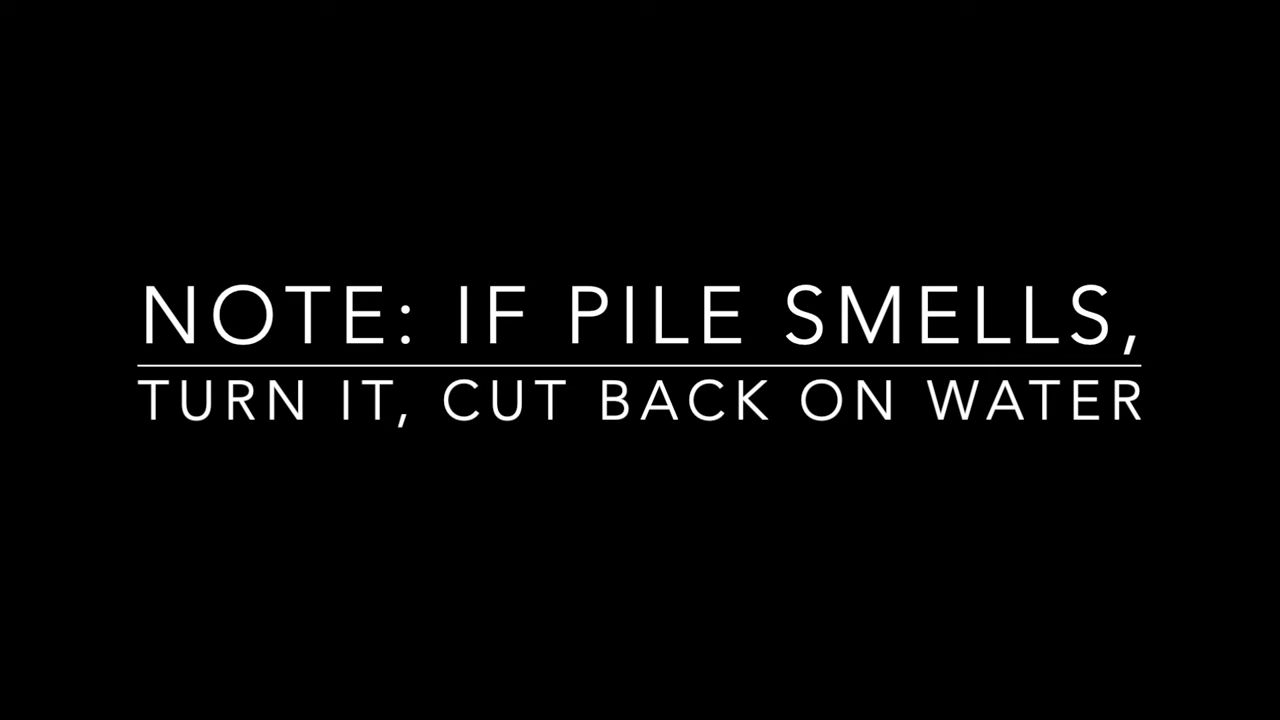 NOTE: IF PILE SMELLS,
TURN IT, CUT BACK ON WATER